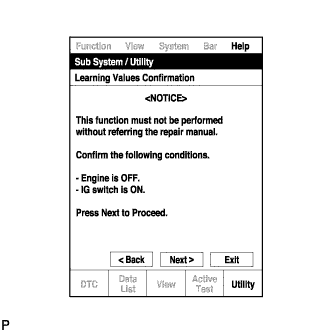 Function View System Bar Help
Sub System / Utility
Learning Values Confirmation
<NOTICE>
This function must not be performed
without referring the repair manual.
Confirm the following conditions.
- Engine is OFF.
- IG switch is ON.
Press Next to Proceed.
< Back Next > Exit
DTC Data List View Active Test Utility
P